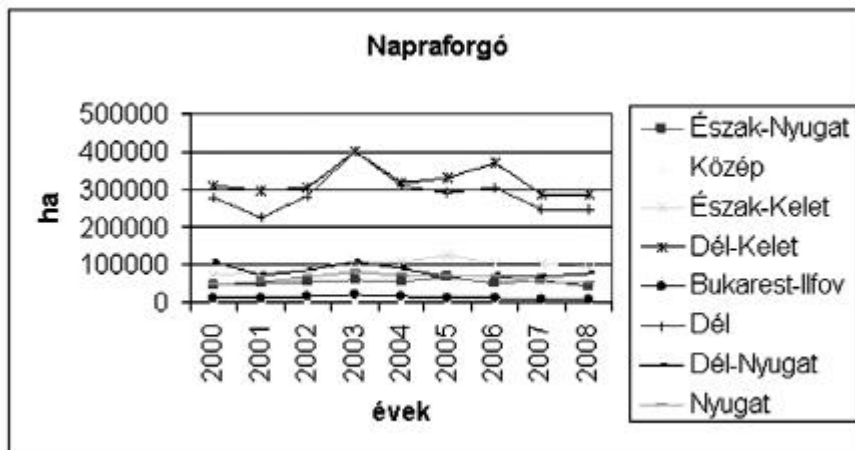 Napraforgó
500000
400000
300000
200000
100000
0
ha
2000
2001
2002
2003
2004
2005
2006
2007
2008
évek
Észak-Nyugat
Közép
Észak-Kelet
Dél-Kelet
Bukarest-Ilfov
Dél
Dél-Nyugat
Nyugat